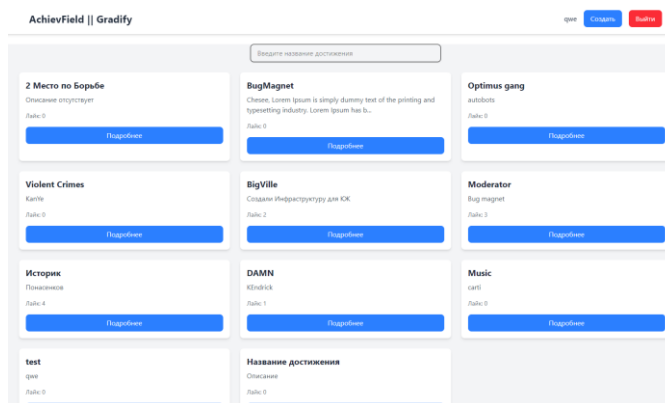 AchievField || Gradify
qwe
Создать
Выйти
Введите название достижения
2 Место по Борьбе
Описание отсутствует
Лайк: 0
Подробнее
BugMagnet
Chesee, Lorem Ipsum is simply dummy text of the printing and
typesetting industry. Lorem Ipsum has b...
Лайк: 0
Подробнее
Optimus gang
autobots
Лайк: 0
Подробнее
Violent Crimes
KanYe
Лайк: 0
Подробнее
BigVille
Создали Инфраструктуру для КЖ
Лайк: 2
Подробнее
Moderator
Bug magnet
Лайк: 3
Подробнее
Историк
Понасенков
Лайк: 4
Подробнее
DAMN
KEndrick
Лайк: 1
Подробнее
Music
carti
Лайк: 0
Подробнее
test
qwe
Лайк: 0
Название достижения
Описание
Лайк: 0